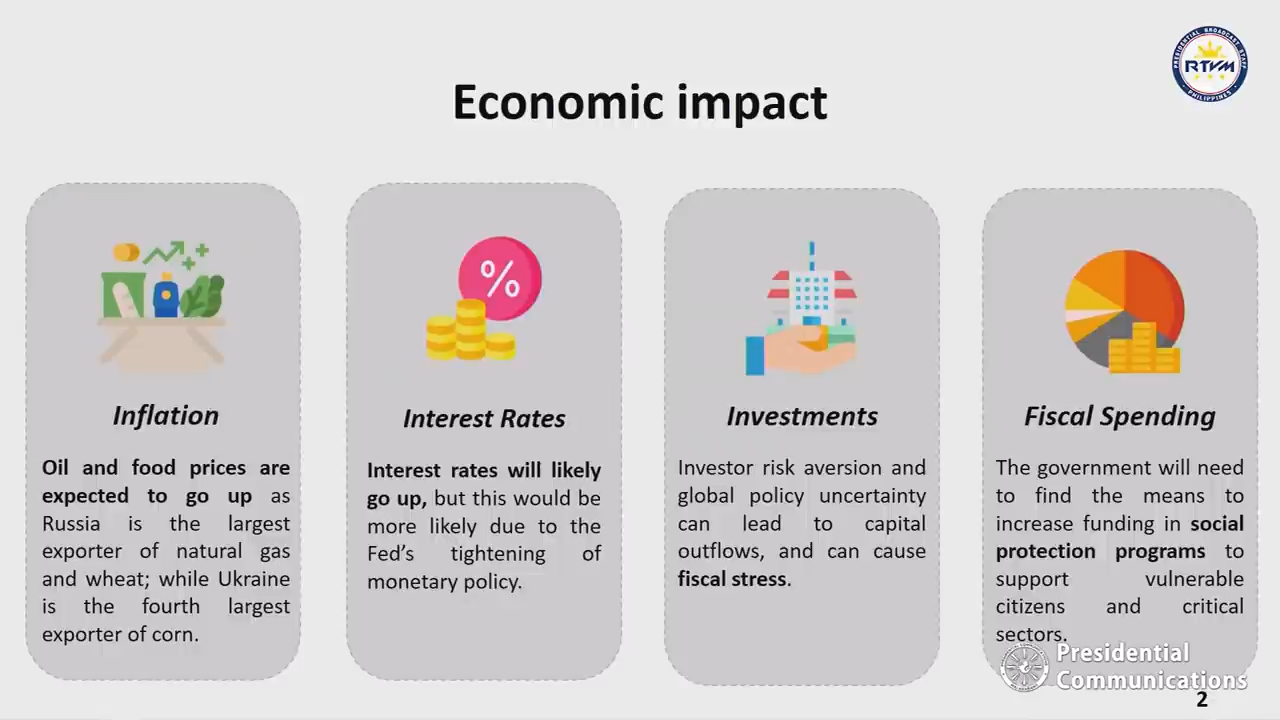 PRESIDENTIAL BROADCAST STAFF
RTVM
PHILIPPINES
Economic impact
%
Inflation
Oil and food prices are
expected to go up as
Russia is the largest
exporter of natural gas
and wheat; while Ukraine
is the fourth largest
exporter of corn.
Interest Rates
Interest rates will likely
go up, but this would be
more likely due to the
Fed's tightening of
monetary policy.
Investments
Investor risk aversion and
global policy uncertainty
can lead to capital
outflows, and can cause
fiscal stress.
Fiscal Spending
The government will need
to find the means to
increase funding in social
protection programs to
support vulnerable
citizens and critical
sectors.
Presidential
Communications
2